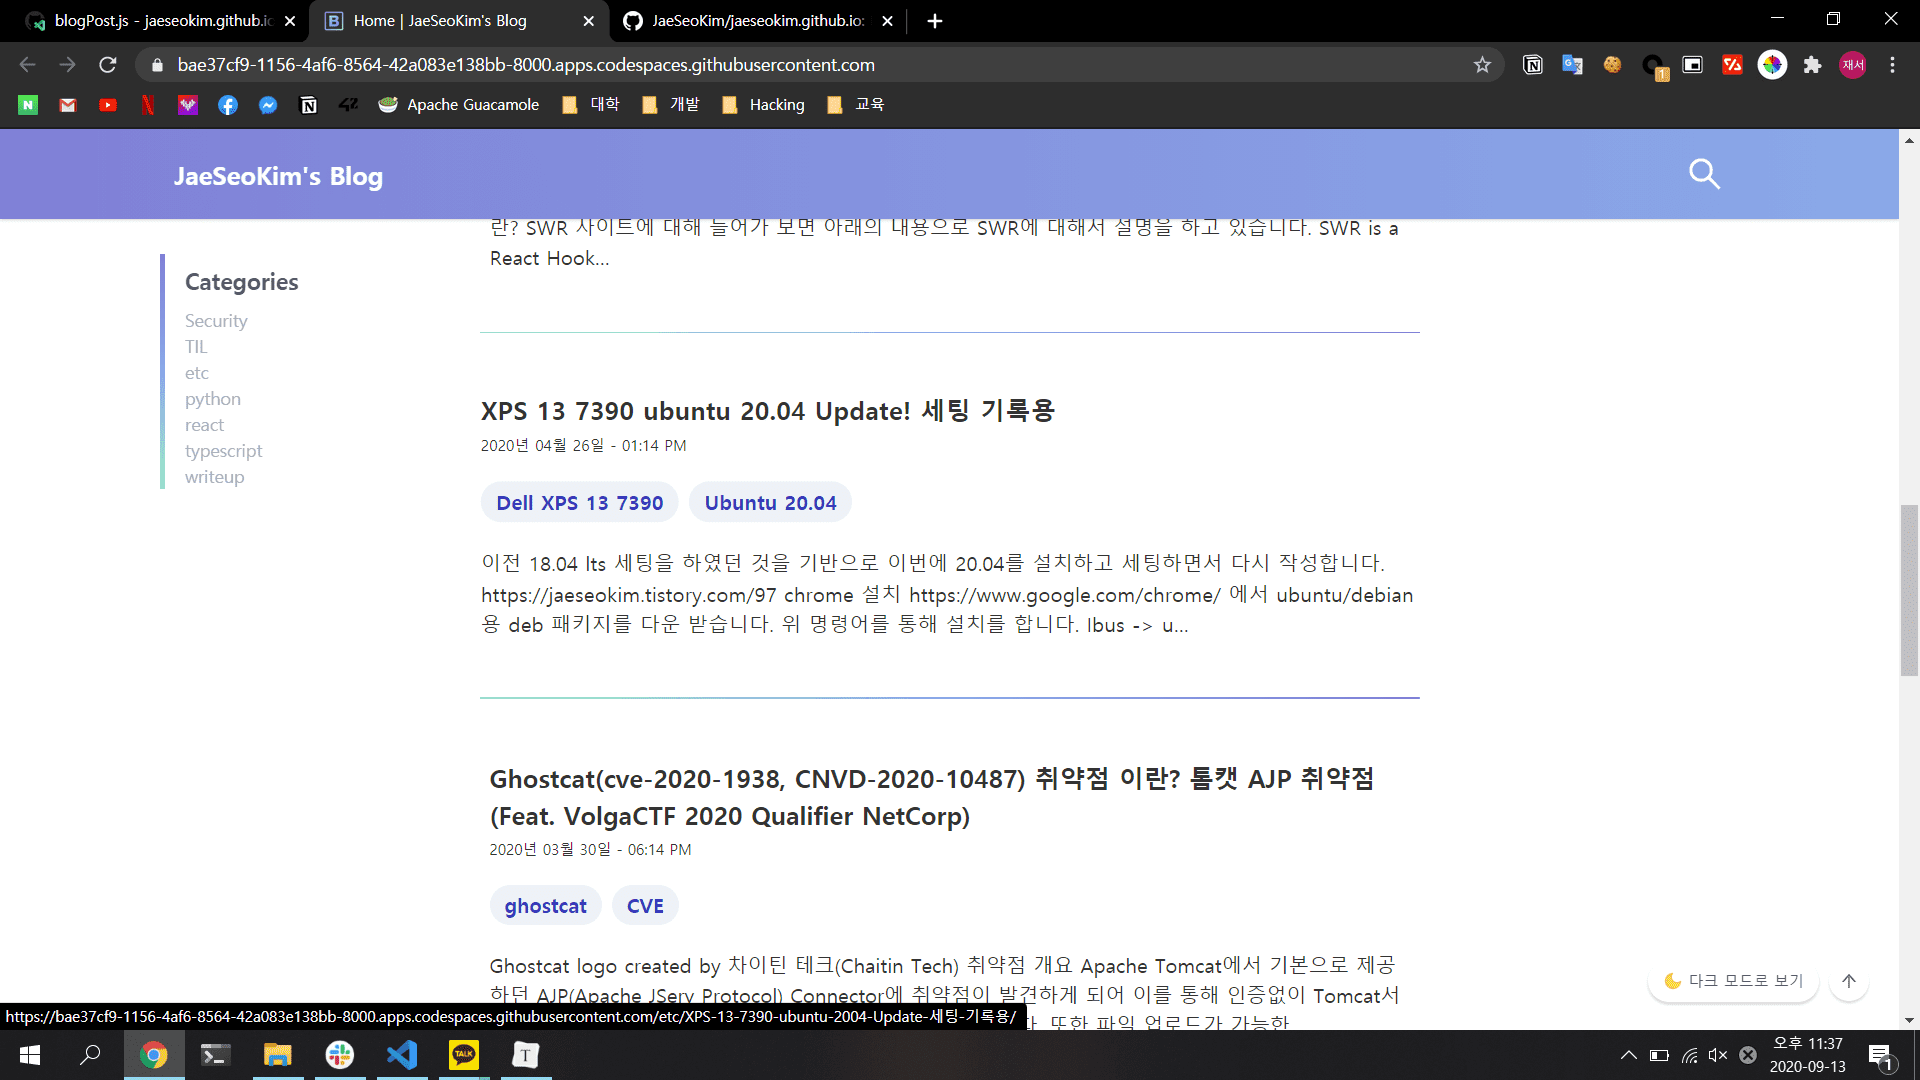 blogPost.js - jaeseokim.github.io
Home | JaeSeoKim's Blog
JaeSeoKim/jaeseokim.github.io:
bae37cf9-1156-4af6-8564-42a083e138bb-8000.apps.codespaces.githubusercontent.com
1
재서
N
N
42
Apache Guacamole
대학
개발
Hacking
교육
JaeSeoKim's Blog
란? SWR 사이트에 대해 들어가 보면 아래의 내용으로 SWR에 대해서 설명을 하고 있습니다. SWR is a
React Hook...
Categories
Security
TIL
etc
python
react
typescript
writeup
XPS 13 7390 ubuntu 20.04 Update! 세팅 기록용
2020년 04월 26일 - 01:14 PM
Dell XPS 13 7390
Ubuntu 20.04
이전 18.04 lts 세팅을 하였던 것을 기반으로 이번에 20.04를 설치하고 세팅하면서 다시 작성합니다.
https://jaeseokim.tistory.com/97 chrome 설치 https://www.google.com/chrome/ 에서 ubuntu/debian
용 deb 패키지를 다운 받습니다. 위 명령어를 통해 설치를 합니다. Ibus -> u...
Ghostcat(cve-2020-1938, CNVD-2020-10487) 취약점 이란? 톰캣 AJP 취약점
(Feat. VolgaCTF 2020 Qualifier NetCorp)
2020년 03월 30일 - 06:14 PM
ghostcat
CVE
Ghostcat logo created by 차이틴 테크(Chaitin Tech) 취약점 개요 Apache Tomcat에서 기본으로 제공
하던 AJP(Apache JServ Protocol) Connector에 취약점이 발견하게 되어 이를 통해 인증없이 Tomcat서
다. 또한 파일 업로드가 가능한
다크 모드로 보기
https://bae37cf9-1156-4af6-8564-42a083e138bb-8000.apps.codespaces.githubusercontent.com/etc/XPS-13-7390-ubuntu-2004-Update-세팅-기록용/
TALK
T
오후 11:37
2020-09-13
1